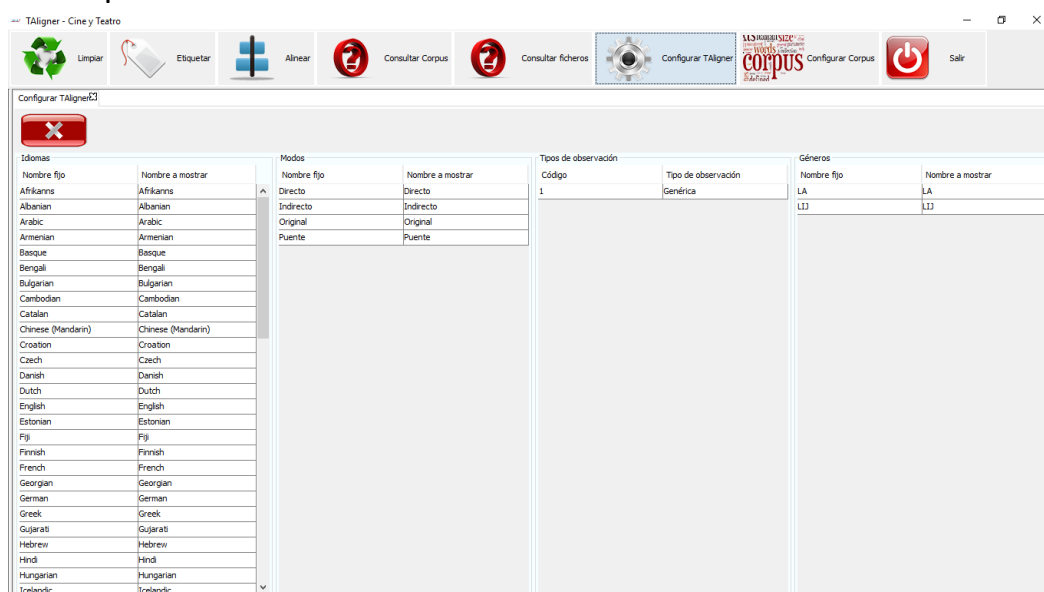 TAligner - Cine y Teatro
Limpiar
Etiquetar
Alinear
Consultar Corpus
Consultar ficheros
Configurar TAligner
words
corpus
Configurar Corpus
Salir
Configurar TAligner
Idiomas
Nombre fijo Nombre a mostrar
Afrikanns Afrikanns
Albanian Albanian
Arabic Arabic
Armenian Armenian
Basque Basque
Bengali Bengali
Bulgarian Bulgarian
Cambodian Cambodian
Catalan Catalan
Chinese (Mandarin) Chinese (Mandarin)
Croation Croation
Czech Czech
Danish Danish
Dutch Dutch
English English
Estonian Estonian
Fiji Fiji
Finnish Finnish
French French
Georgian Georgian
German German
Greek Greek
Gujarati Gujarati
Hebrew Hebrew
Hindi Hindi
Hungarian Hungarian
Icelandic Icelandic
Modos
Nombre fijo Nombre a mostrar
Directo Directo
Indirecto Indirecto
Original Original
Puente Puente
Tipos de observación
Código Tipo de observación
1 Genérica
Géneros
Nombre fijo Nombre a mostrar
LA LA
LIJ LIJ